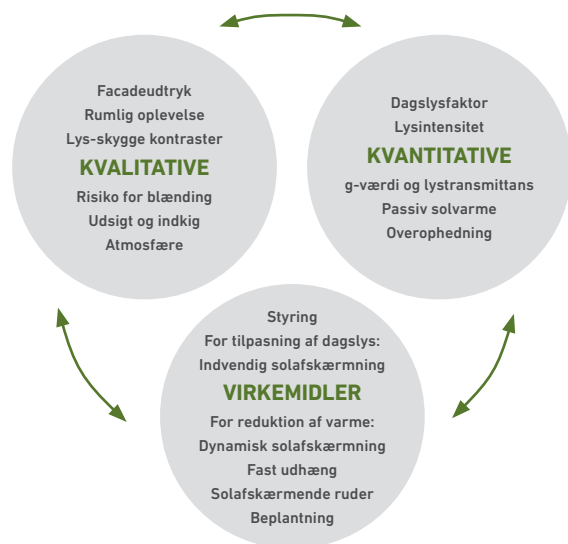 Facadeudtryk
Rumlig oplevelse
Lys-skygge kontraster
KVALITATIVE
Risiko for blænding
Udsigt og indkig
Atmosfære
Dagslysfaktor
Lysintensitet
KVANTITATIVE
g-værdi og lystransmittans
Passiv solvarme
Overophedning
Styring
For tilpasning af dagslys:
Indvendig solafskærmning
VIRKEMIDLER
For reduktion af varme:
Dynamisk solafskærmning
Fast udhæng
Solafskærmende ruder
Beplantning